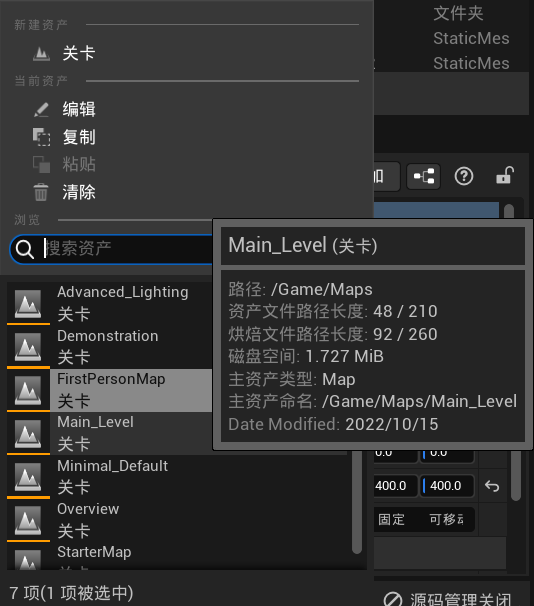 文件夹
StaticMes
StaticMes
新建资产
关卡
当前资产
编辑
复制
粘贴
清除
浏览
搜索资产
Advanced_Lighting
关卡
Demonstration
关卡
FirstPersonMap
关卡
Main_Level
关卡
Minimal_Default
关卡
Overview
关卡
StarterMap
7 项(1 项被选中)
Main_Level (关卡)
路径: /Game/Maps
资产文件路径长度: 48 / 210
烘焙文件路径长度: 92 / 260
磁盘空间: 1.727 MiB
主资产类型: Map
主资产命名: /Game/Maps/Main_Level
Date Modified: 2022/10/15
0.0 0.0
400.0 400.0
固定 可移动
源码管理关闭